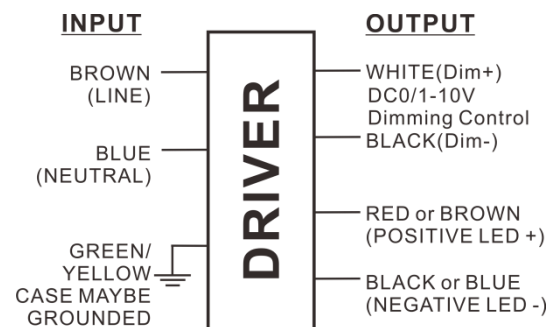 INPUT
BROWN
(LINE)
BLUE
(NEUTRAL)
GREEN/
YELLOW
CASE MAYBE
GROUNDED
DRIVER
OUTPUT
WHITE(Dim+)
DC0/1-10V
Dimming Control
BLACK(Dim-)
RED or BROWN
(POSITIVE LED +)
BLACK or BLUE
(NEGATIVE LED -)